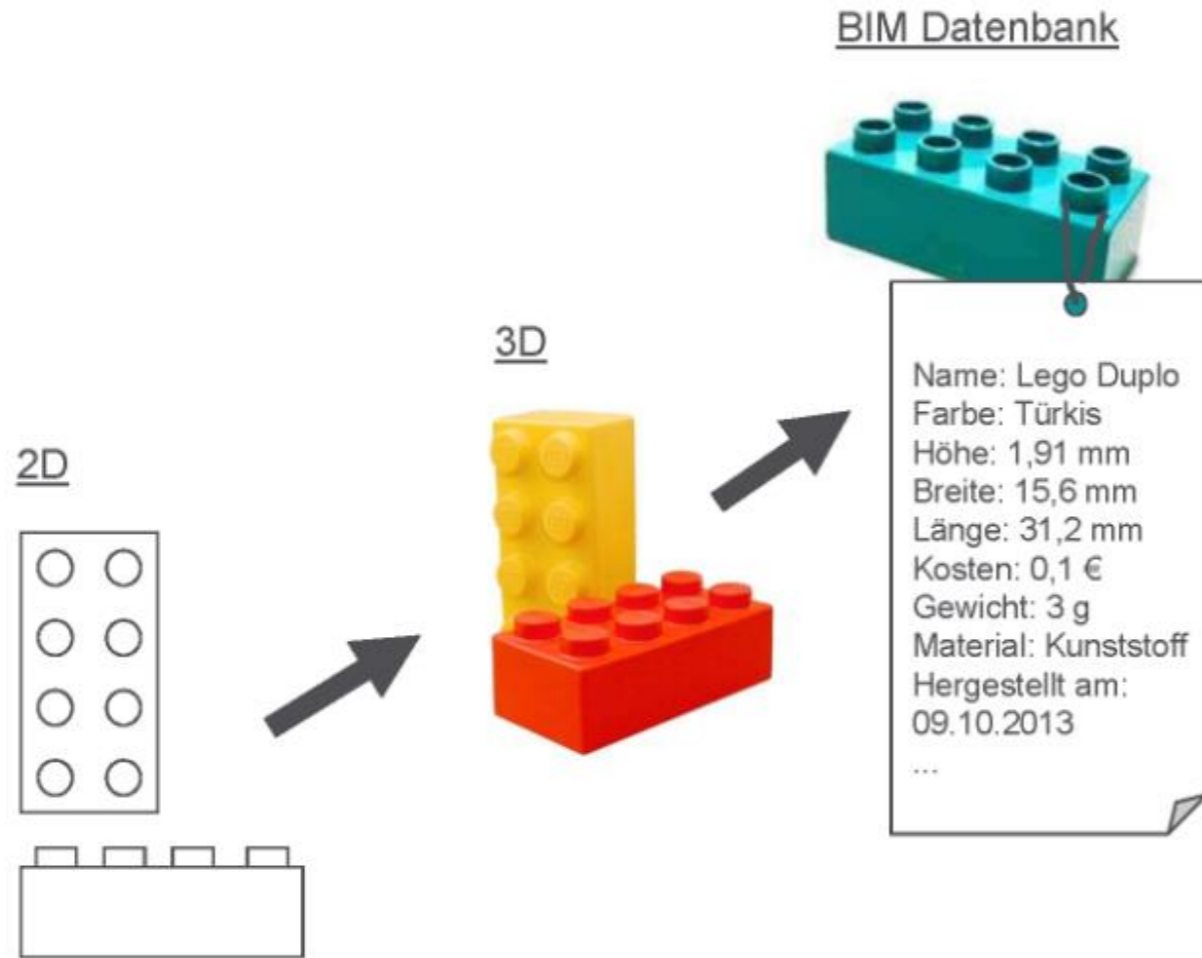 BIM Datenbank
3D
2D
Name: Lego Duplo
Farbe: Türkis
Höhe: 1,91 mm
Breite: 15,6 mm
Länge: 31,2 mm
Kosten: 0,1 €
Gewicht: 3 g
Material: Kunststoff
Hergestellt am:
09.10.2013
...